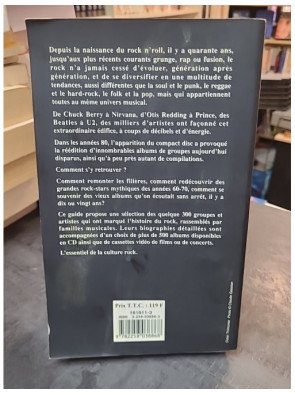 Depuis la naissance du rock n'roll, il y a quarante ans,
jusqu'aux plus récents courants grunge, rap ou fusion, le
rock n'a jamais cessé d'évoluer, génération après
génération, et de se diversifier en une multitude de
tendances, aussi différentes que la soul et le punk, le reggae
et le hard-rock, le folk et la pop, mais qui appartiennent
toutes au même univers musical.
De Chuck Berry à Nirvana, d'Otis Redding à Prince, des
Beatles à U2, des milliers d'artistes ont façonné cet
extraordinaire édifice, à coups de décibels et d'énergie.
Dans les années 80, l'apparition du compact disc a provoqué
la réédition d'innombrables albums de groupes aujourd'hui
disparus, ainsi qu'à peu près autant de compilations.
Comment s'y retrouver ?
Comment remonter les filières, comment redécouvrir des
grandes rock-stars mythiques des années 60-70, comment se
souvenir des vieux albums qu'on écoutait sans arrêt, il y a
dix ou vingt ans ?
Ce guide propose une sélection des quelque 300 groupes et
artistes qui ont marqué l'histoire du rock, rassemblés par
familles musicales. Leurs biographies détaillées sont
accompagnées d'un choix de plus de 500 albums disponibles
en CD ainsi que de cassettes vidéo de films ou de concerts.
L'essentiel de la culture rock.
Prix T.T.C. : 119 F